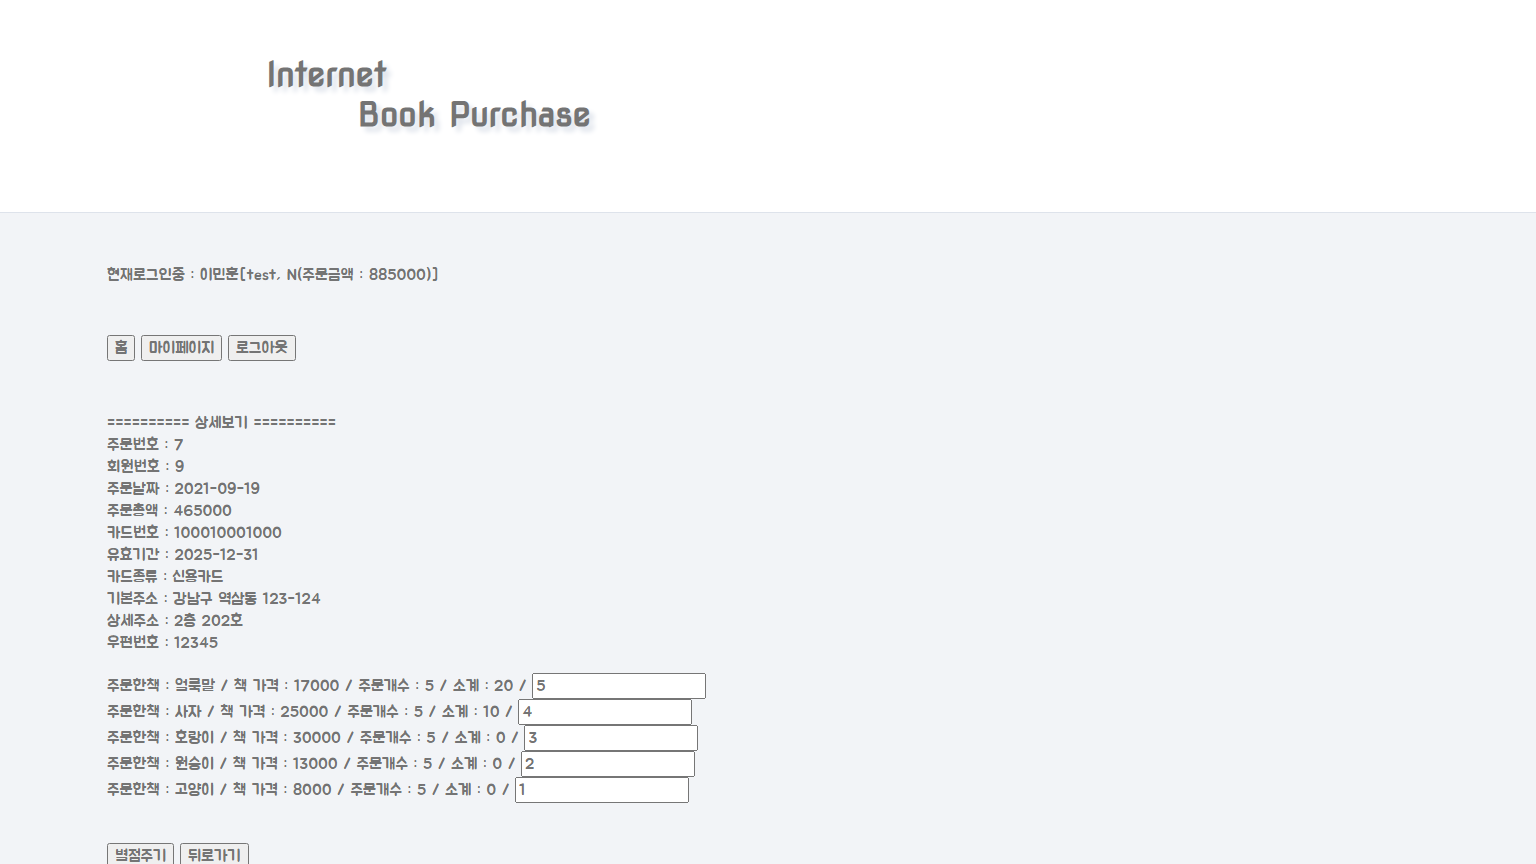 Internet
Book Purchase
현재로그인중 : 이민훈[test, N(주문금액 : 885000)]
홈 마이페이지 로그아웃
========== 상세보기 ==========
주문번호 : 7
회원번호 : 9
주문날짜 : 2021-09-19
주문총액 : 465000
카드번호 : 100010001000
유효기간 : 2025-12-31
카드종류 : 신용카드
기본주소 : 강남구 역삼동 123-124
상세주소 : 2층 202호
우편번호 : 12345
주문한책 : 얼룩말 / 책 가격 : 17000 / 주문개수 : 5 / 소계 : 20 / 5
주문한책 : 사자 / 책 가격 : 25000 / 주문개수 : 5 / 소계 : 10 / 4
주문한책 : 호랑이 / 책 가격 : 30000 / 주문개수 : 5 / 소계 : 0 / 3
주문한책 : 원숭이 / 책 가격 : 13000 / 주문개수 : 5 / 소계 : 0 / 2
주문한책 : 고양이 / 책 가격 : 8000 / 주문개수 : 5 / 소계 : 0 / 1
별점주기 뒤로가기